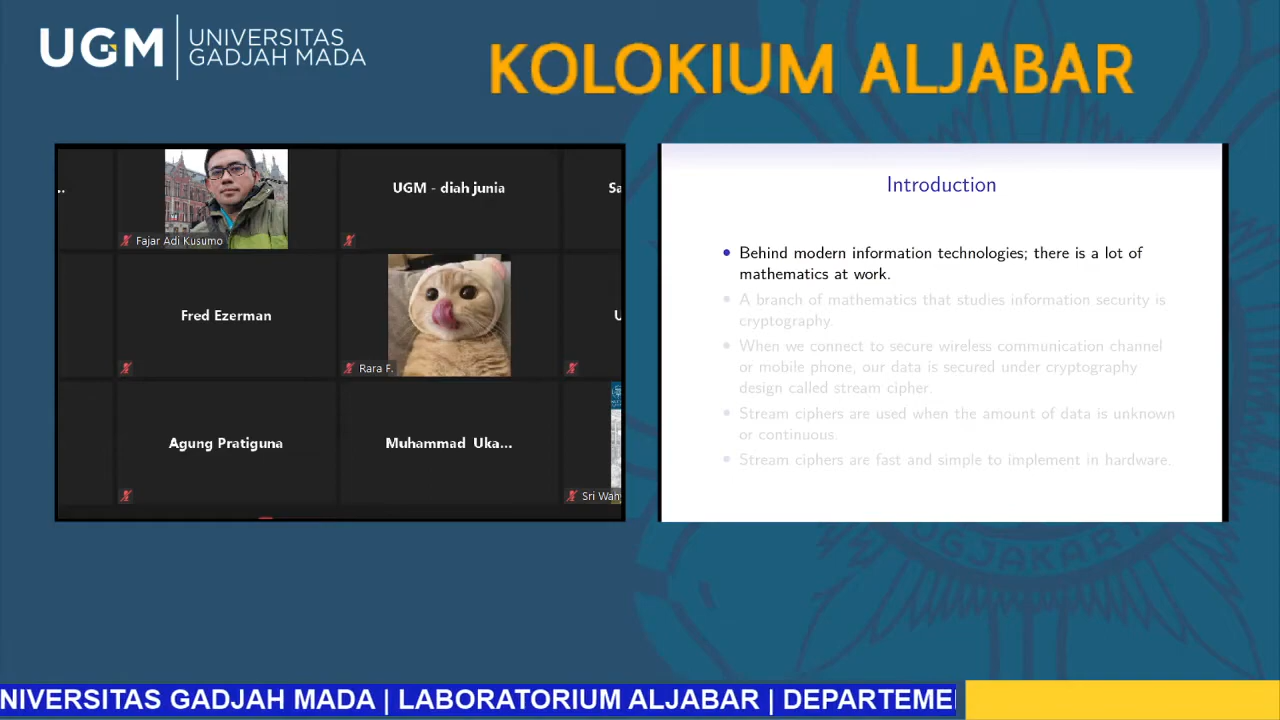 UGM
UNIVERSITAS
GADJAH MADA
KOLOKIUM ALJABAR
..
Fajar Adi Kusumo
UGM - diah junia
Sa
Fred Ezerman
Rara F.
U
Agung Pratiguna
Muhammad Uka...
Sri Wah
Introduction
• Behind modern information technologies; there is a lot of
mathematics at work.
• A branch of mathematics that studies information security is
cryptography.
• When we connect to secure wireless communication channel
or mobile phone, our data is secured under cryptography
design called stream cipher.
• Stream ciphers are used when the amount of data is unknown
or continuous.
• Stream ciphers are fast and simple to implement in hardware.
NIVERSITAS GADJAH MADA | LABORATORIUM ALJABAR | DEPARTEME